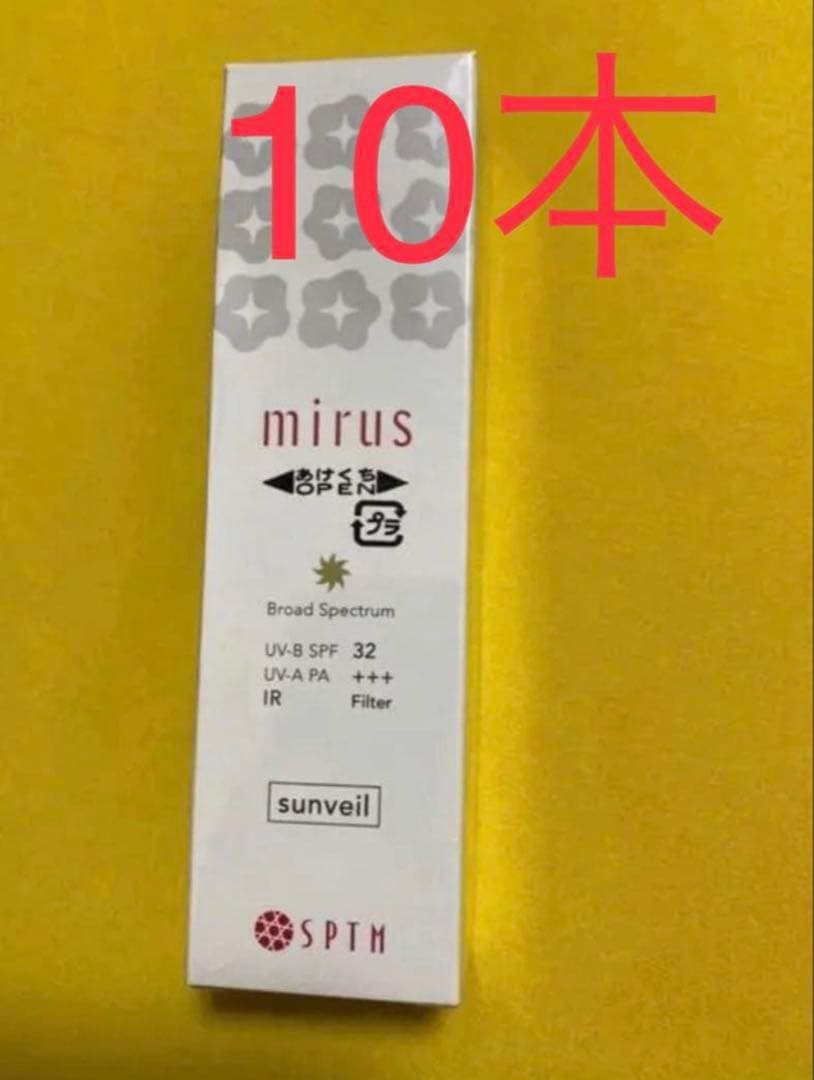 10本
mirus
あけくち
OPEN
プラ
Broad Spectrum
UV-B SPF 32
UV-A PA +++
IR Filter
sunveil
SPTM